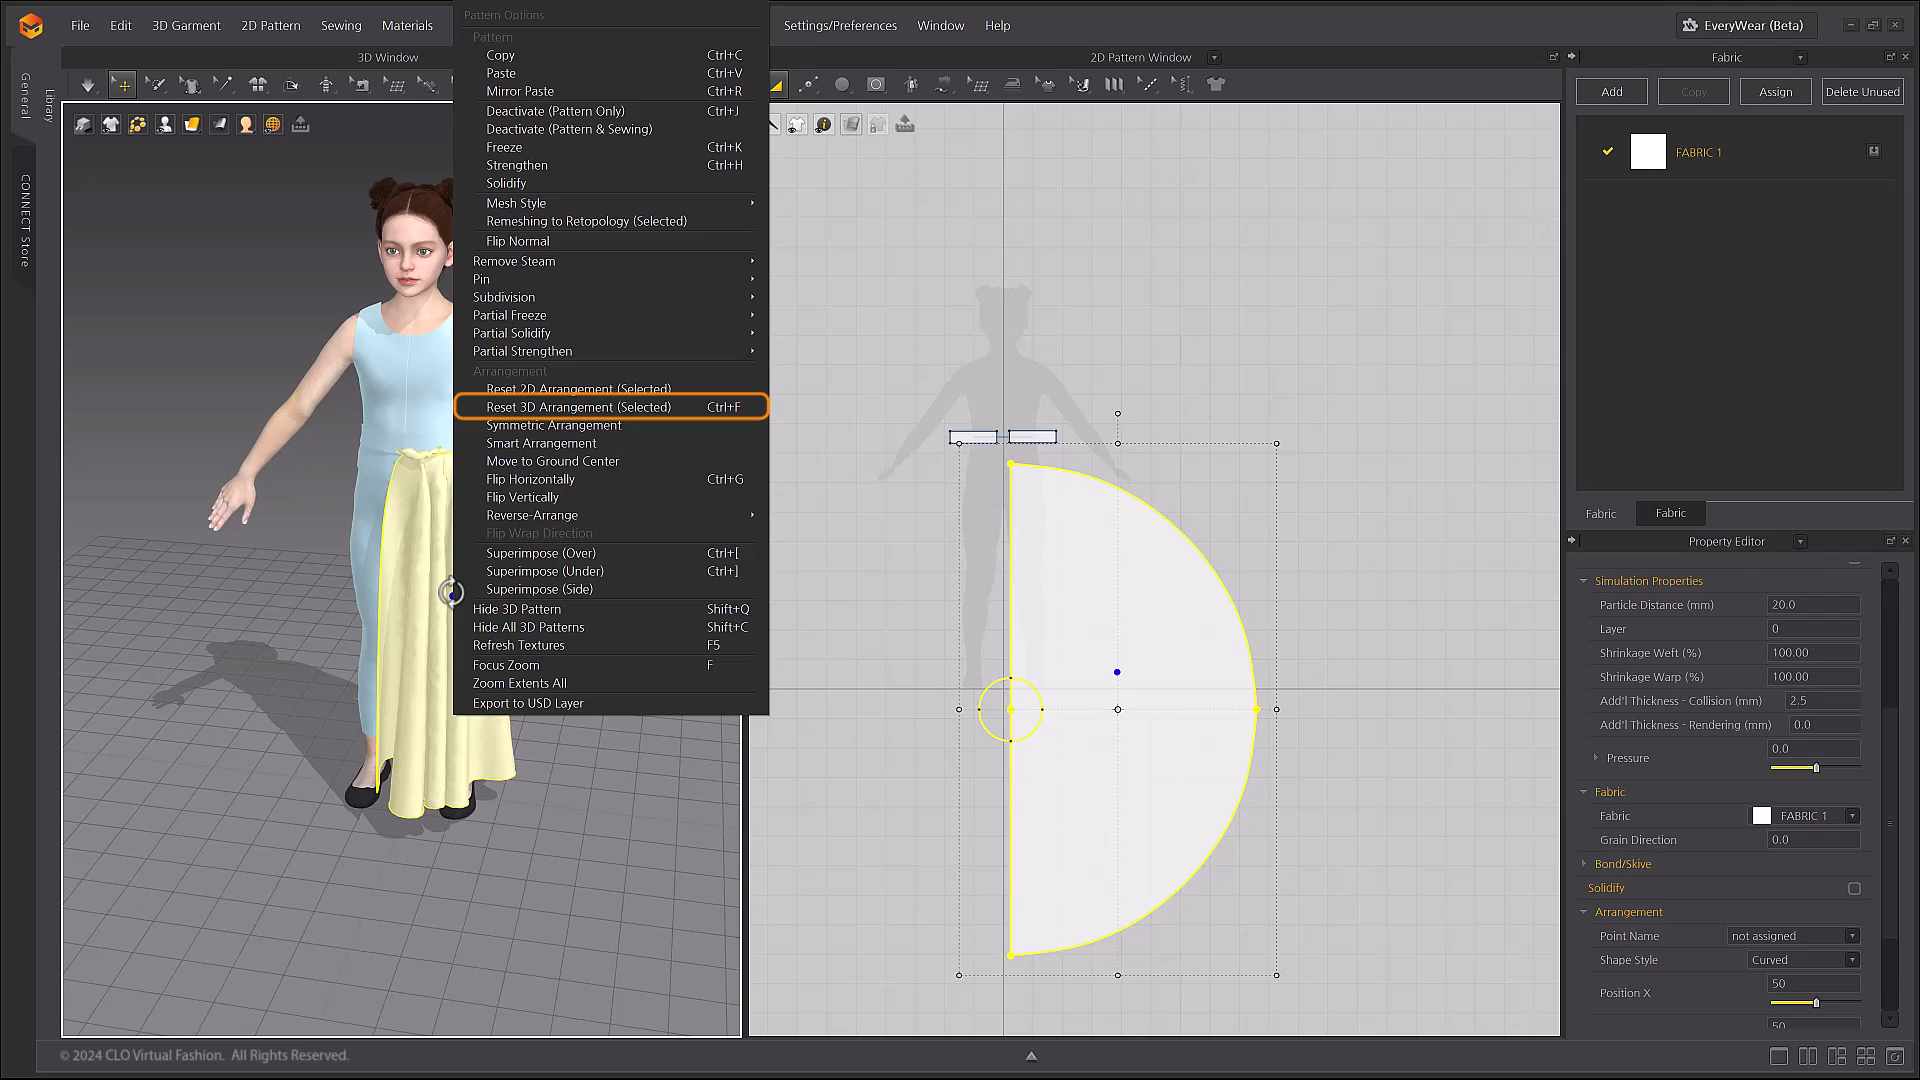 File Edit 3D Garment 2D Pattern Sewing Materials Settings/Preferences Window Help EveryWear (Beta)
3D Window
2D Pattern Window
Fabric
General
Library
CONNECT Store
Pattern Options
Pattern
Copy Ctrl+C
Paste Ctrl+V
Mirror Paste Ctrl+R
Deactivate (Pattern Only) Ctrl+J
Deactivate (Pattern & Sewing)
Freeze Ctrl+K
Strengthen Ctrl+H
Solidify
Mesh Style
Remeshing to Retopology (Selected)
Flip Normal
Remove Steam
Pin
Subdivision
Partial Freeze
Partial Solidify
Partial Strengthen
Arrangement
Reset 2D Arrangement (Selected)
Reset 3D Arrangement (Selected) Ctrl+F
Symmetric Arrangement
Smart Arrangement
Move to Ground Center
Flip Horizontally Ctrl+G
Flip Vertically
Reverse-Arrange
Flip Wrap Direction
Superimpose (Over) Ctrl+[
Superimpose (Under) Ctrl+]
Superimpose (Side)
Hide 3D Pattern Shift+Q
Hide All 3D Patterns Shift+C
Refresh Textures F5
Focus Zoom F
Zoom Extents All
Export to USD Layer
Add Copy Assign Delete Unused
FABRIC 1
Fabric Fabric
Property Editor
Simulation Properties
Particle Distance (mm) 20.0
Layer 0
Shrinkage Weft (%) 100.00
Shrinkage Warp (%) 100.00
Add'l Thickness - Collision (mm) 2.5
Add'l Thickness - Rendering (mm) 0.0
Pressure 0.0
Fabric
Fabric FABRIC 1
Grain Direction 0.0
Bond/Skive
Solidify
Arrangement
Point Name not assigned
Shape Style Curved
Position X 50
50
© 2024 CLO Virtual Fashion. All Rights Reserved.